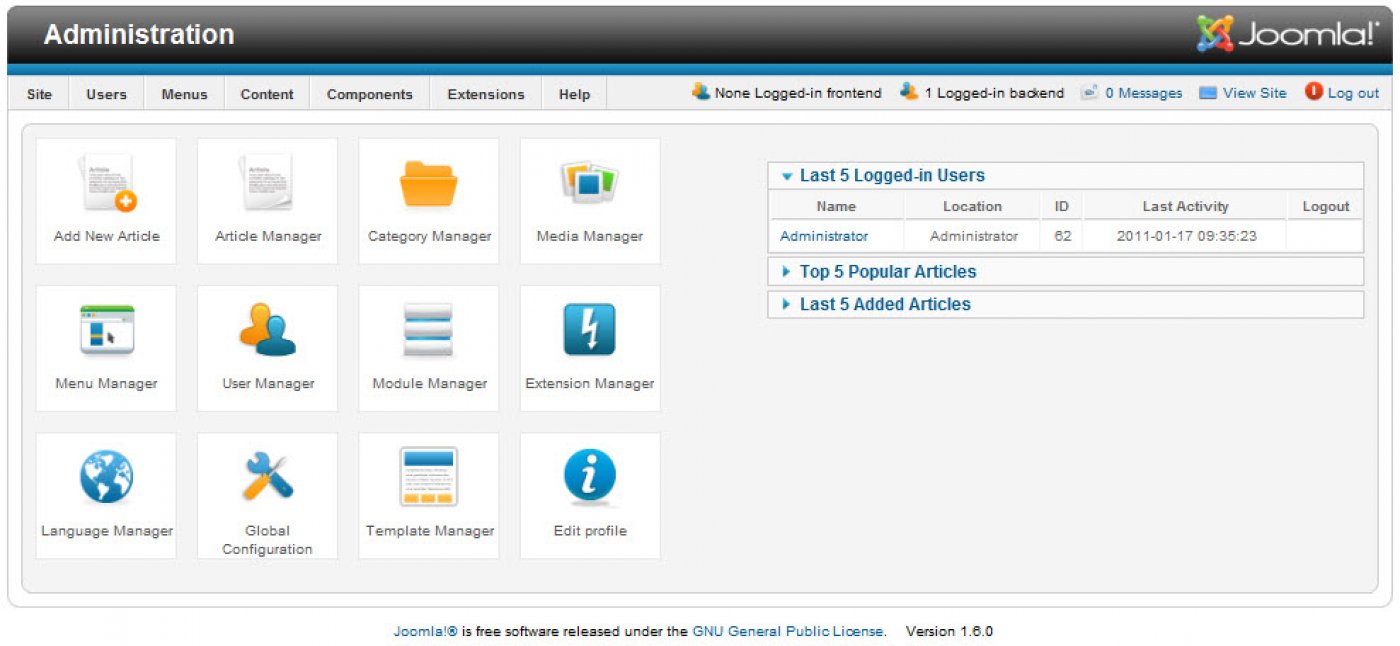 Administration
Joomla!®
Site Users Menus Content Components Extensions Help None Logged-in frontend 1 Logged-in backend 0 Messages View Site Log out
Add New Article Article Manager Category Manager Media Manager
Menu Manager User Manager Module Manager Extension Manager
Language Manager Global Configuration Template Manager Edit profile
Last 5 Logged-in Users
Name Location ID Last Activity Logout
Administrator Administrator 62 2011-01-17 09:35:23
Top 5 Popular Articles
Last 5 Added Articles
Joomla!® is free software released under the GNU General Public License. Version 1.6.0